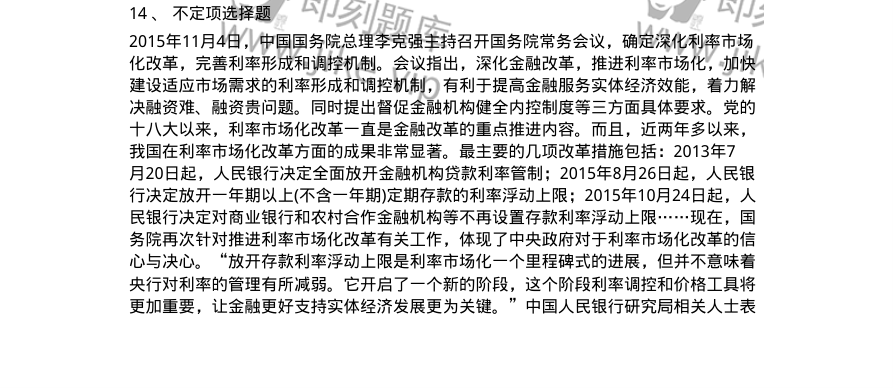 14 、 不定项选择题
2015年11月4日，中国国务院总理李克强主持召开国务院常务会议，确定深化利率市场
化改革，完善利率形成和调控机制。会议指出，深化金融改革，推进利率市场化，加快
建设适应市场需求的利率形成和调控机制，有利于提高金融服务实体经济效能，着力解
决融资难、融资贵问题。同时提出督促金融机构健全内控制度等三方面具体要求。党的
十八大以来，利率市场化改革一直是金融改革的重点推进内容。而且，近两年多以来，
我国在利率市场化改革方面的成果非常显著。最主要的几项改革措施包括：2013年7
月20日起，人民银行决定全面放开金融机构贷款利率管制；2015年8月26日起，人民银
行决定放开一年期以上(不含一年期)定期存款的利率浮动上限；2015年10月24日起，人
民银行决定对商业银行和农村合作金融机构等不再设置存款利率浮动上限……现在，国
务院再次针对推进利率市场化改革有关工作，体现了中央政府对于利率市场化改革的信
心与决心。“放开存款利率浮动上限是利率市场化一个里程碑式的进展，但并不意味着
央行对利率的管理有所减弱。它开启了一个新的阶段，这个阶段利率调控和价格工具将
更加重要，让金融更好支持实体经济发展更为关键。”中国人民银行研究局相关人士表
即刻题库